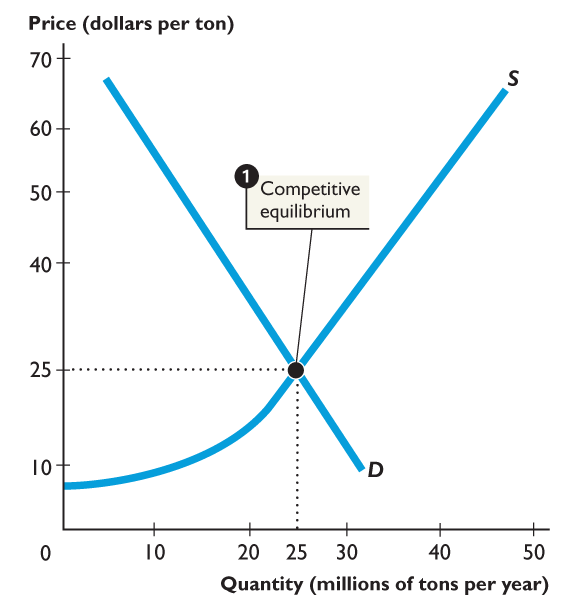 Price (dollars per ton)
70
S
60
1
Competitive
50
equilibrium
40
25
10
D
0 10 20 25 30 40 50
Quantity (millions of tons per year)